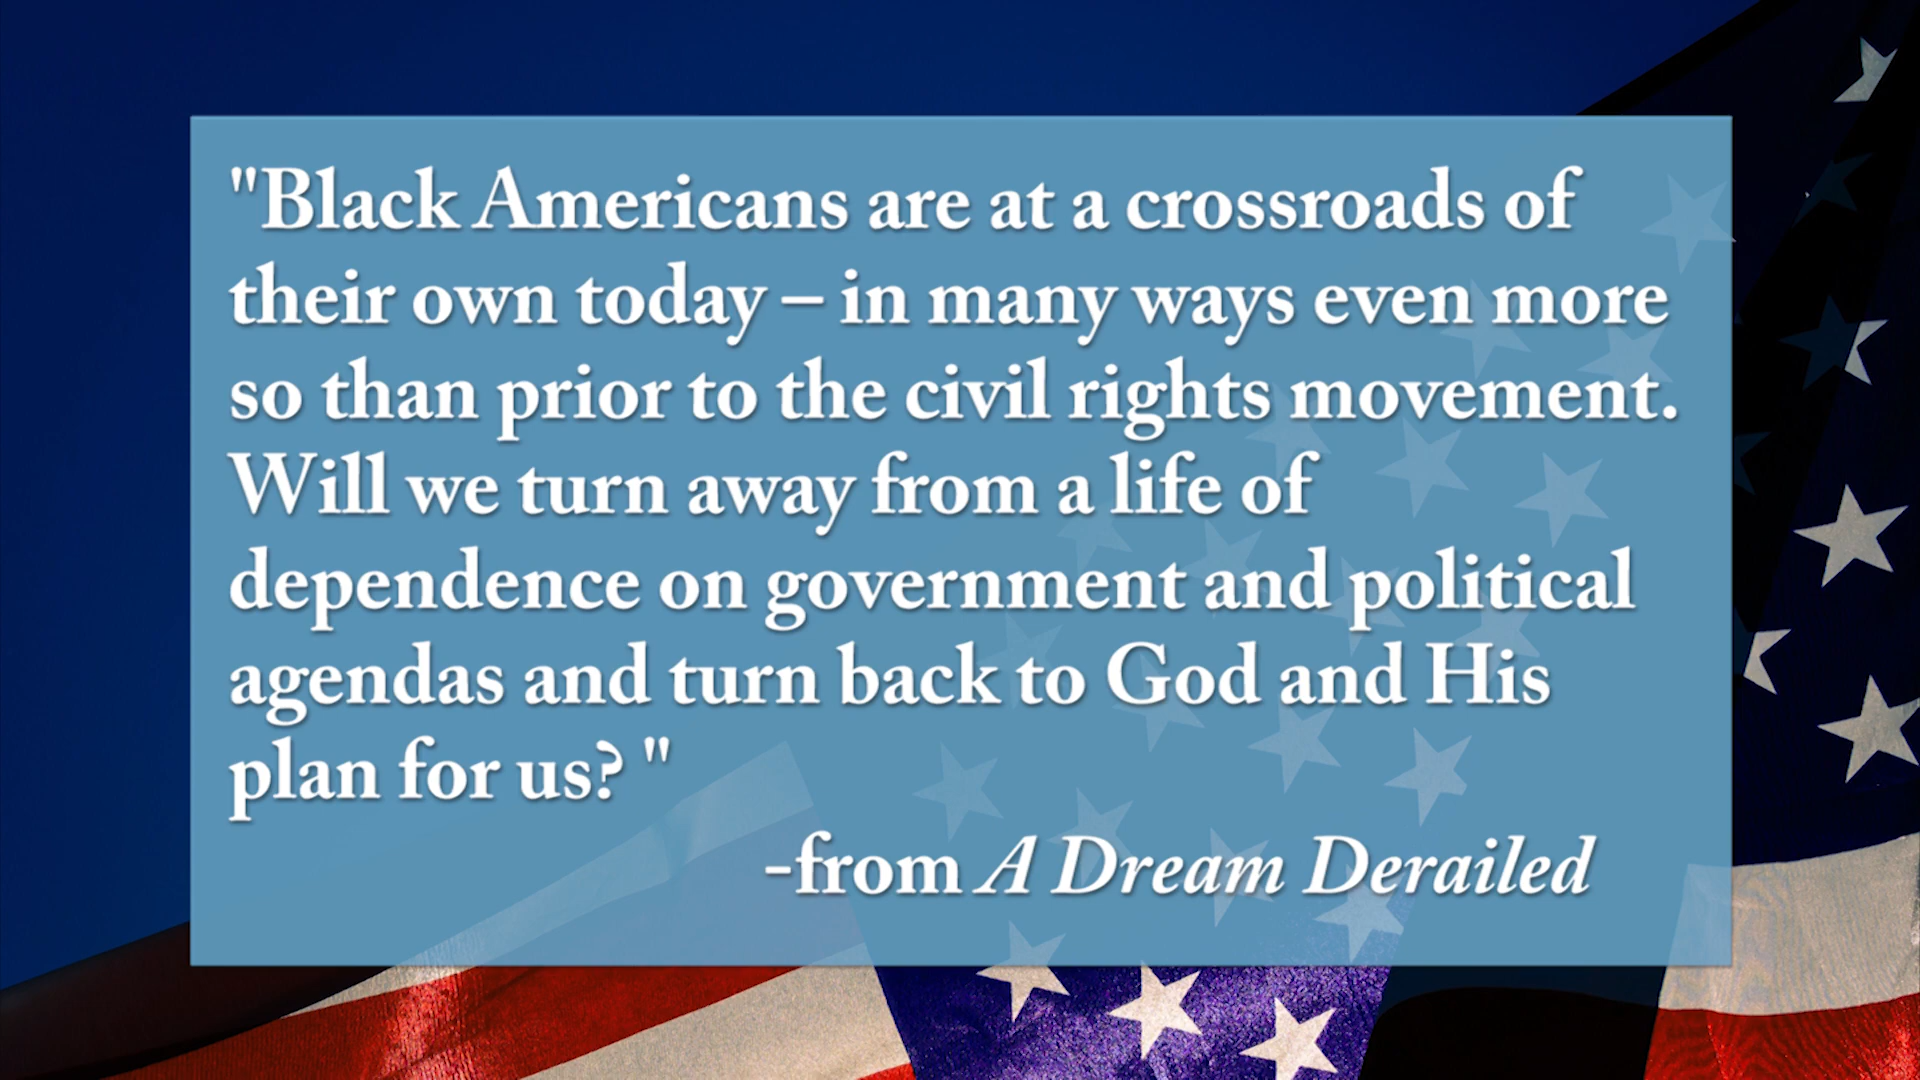 "Black Americans are at a crossroads of
their own today – in many ways even more
so than prior to the civil rights movement.
Will we turn away from a life of
dependence on government and political
agendas and turn back to God and His
plan for us? "
-from A Dream Derailed